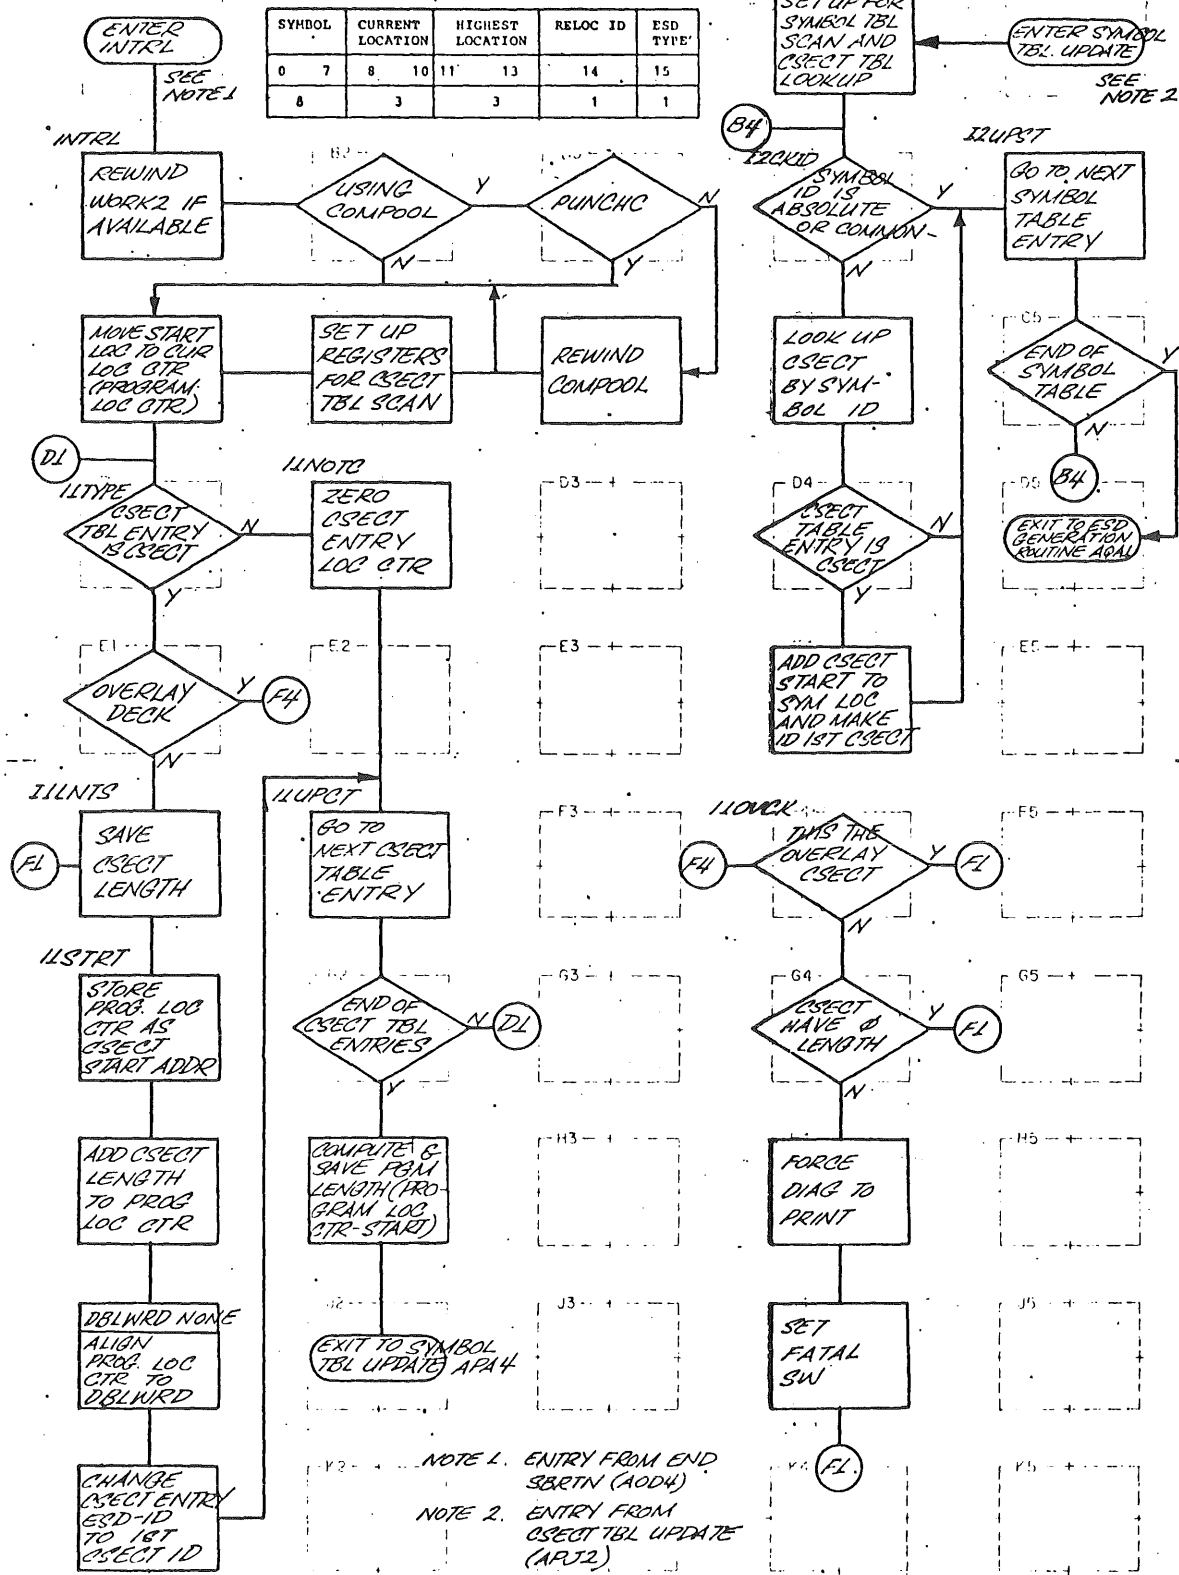 ENTER
INTRL
SEE
NOTE 1
SYMBOL CURRENT LOCATION HIGHEST LOCATION RELOC ID ESD TYPE
0 7 8 10 11 13 14 15
8 3 3 1 1
SET UP FOR
SYMBOL TBL
SCAN AND
CSECT TBL
LOOKUP
ENTER SYMBOL
TBL. UPDATE
SEE
NOTE 2
INTRL
REWIND
WORK2 IF
AVAILABLE
B2
USING
COMPOOL
Y
N
PUNCHC
N
Y
B4
I2CKID
SYMBOL
ID IS
ABSOLUTE
OR COMMON-
Y
N
I2UPST
GO TO NEXT
SYMBOL
TABLE
ENTRY
MOVE START
LOC TO CUR
LOC CTR
(PROGRAM
LOC CTR)
SET UP
REGISTERS
FOR CSECT
TBL SCAN
REWIND
COMPOOL
LOOK UP
CSECT
BY SYM-
BOL ID
C5
END OF
SYMBOL
TABLE
Y
N
B4
D1
I1TYPE
CSECT
TBL ENTRY
IS CSECT
N
Y
I1NOTC
ZERO
CSECT
ENTRY
LOC CTR
D3
D4
CSECT
TABLE
ENTRY IS
CSECT
N
Y
D5
EXIT TO ESD
GENERATION
ROUTINE AQA1
E1
OVERLAY
DECK
Y
F4
N
E2
E3
ADD CSECT
START TO
SYM LOC
AND MAKE
ID 1ST CSECT
E5
I1LNTS
SAVE
CSECT
LENGTH
F1
I1UPCT
GO TO
NEXT CSECT
TABLE
ENTRY
F3
I1OVCK
THIS THE
OVERLAY
CSECT
F4
Y
F1
N
F5
I1STRT
STORE
PROG. LOC
CTR AS
CSECT
START ADDR
G2
END OF
CSECT TBL
ENTRIES
N
D1
Y
G3
G4
CSECT
HAVE Ø
LENGTH
Y
F1
N
G5
ADD CSECT
LENGTH
TO PROG
LOC CTR
COMPUTE &
SAVE PGM
LENGTH (PRO-
GRAM LOC
CTR-START)
H3
FORCE
DIAG TO
PRINT
H5
DBLWRD NONE
ALIGN
PROG. LOC
CTR TO
DBLWRD
J2
EXIT TO SYMBOL
TBL UPDATE APA4
J3
SET
FATAL
SW
J5
CHANGE
CSECT ENTRY
ESD-ID
TO 1ST
CSECT ID
K2
NOTE 1. ENTRY FROM END
SBRTN (AOD4)
NOTE 2. ENTRY FROM
CSECT TBL UPDATE
(APJ2)
K4
F1
K5